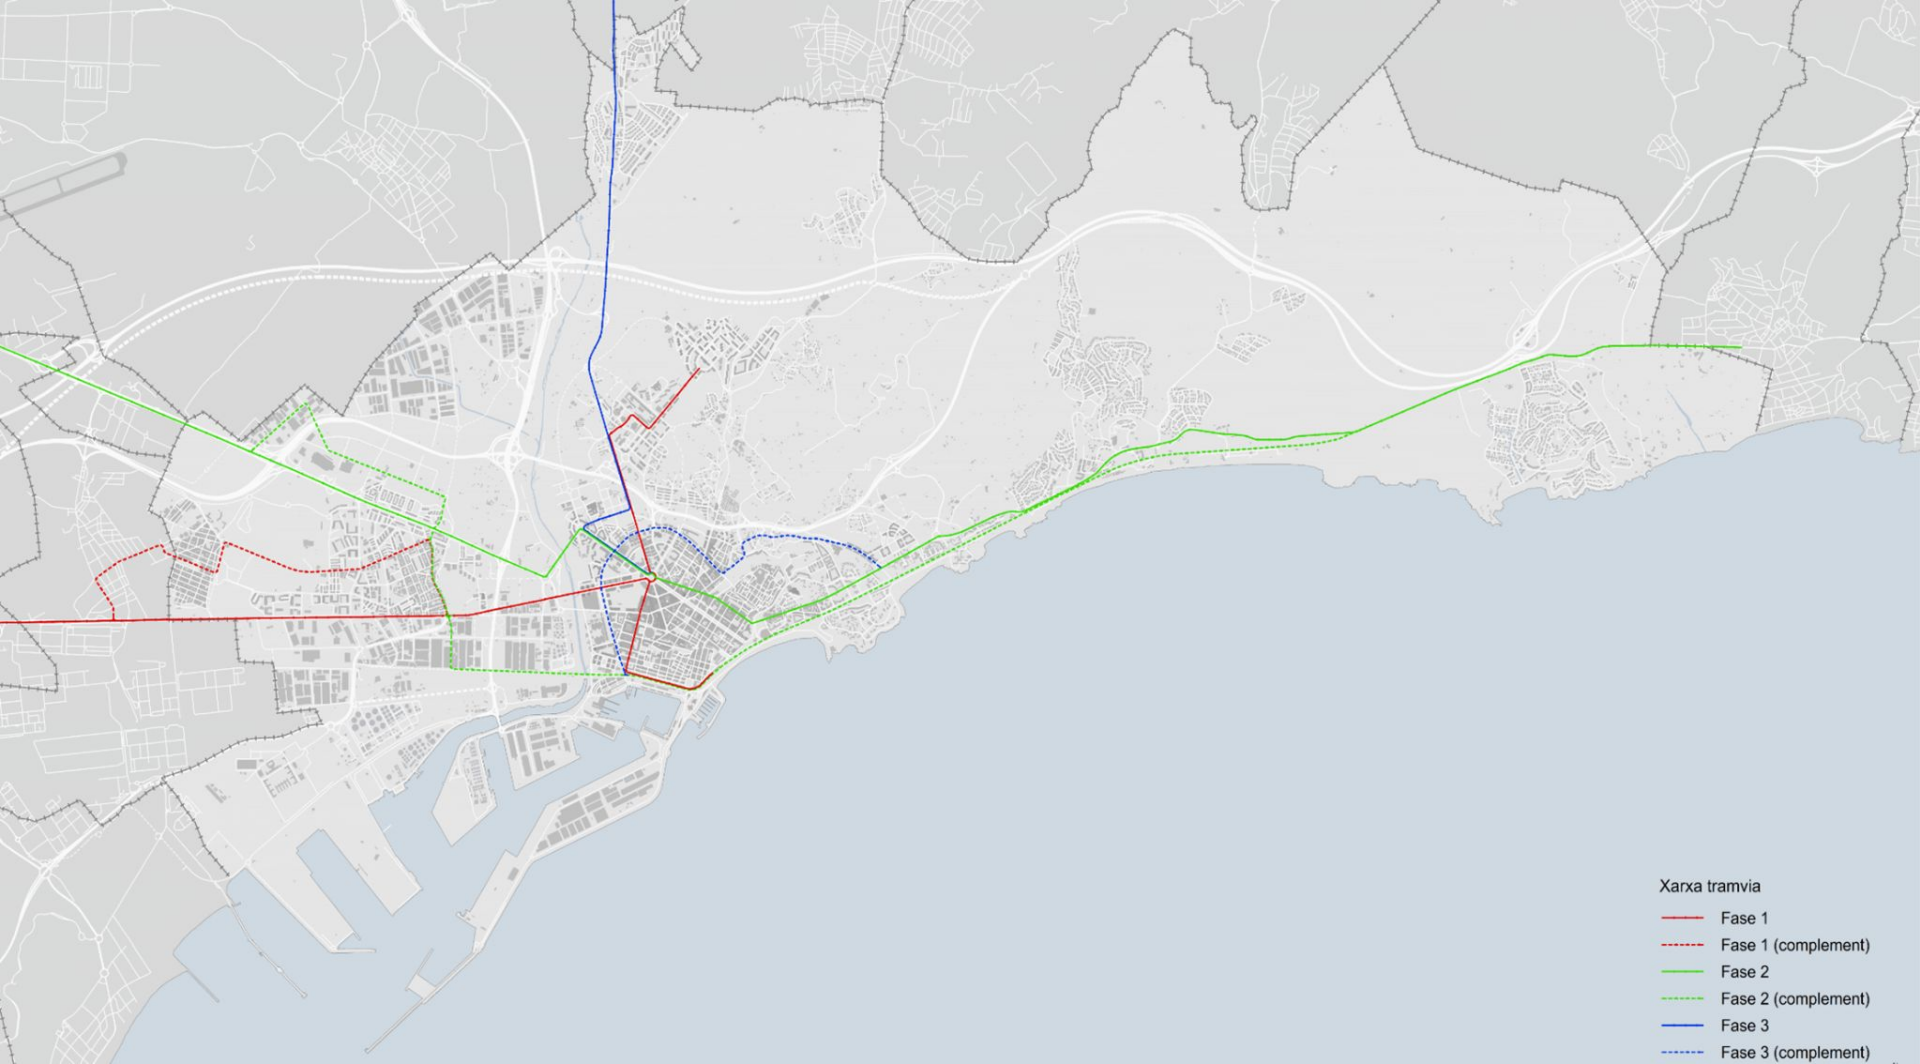 Xarxa tramvia
Fase 1
Fase 1 (complement)
Fase 2
Fase 2 (complement)
Fase 3
Fase 3 (complement)